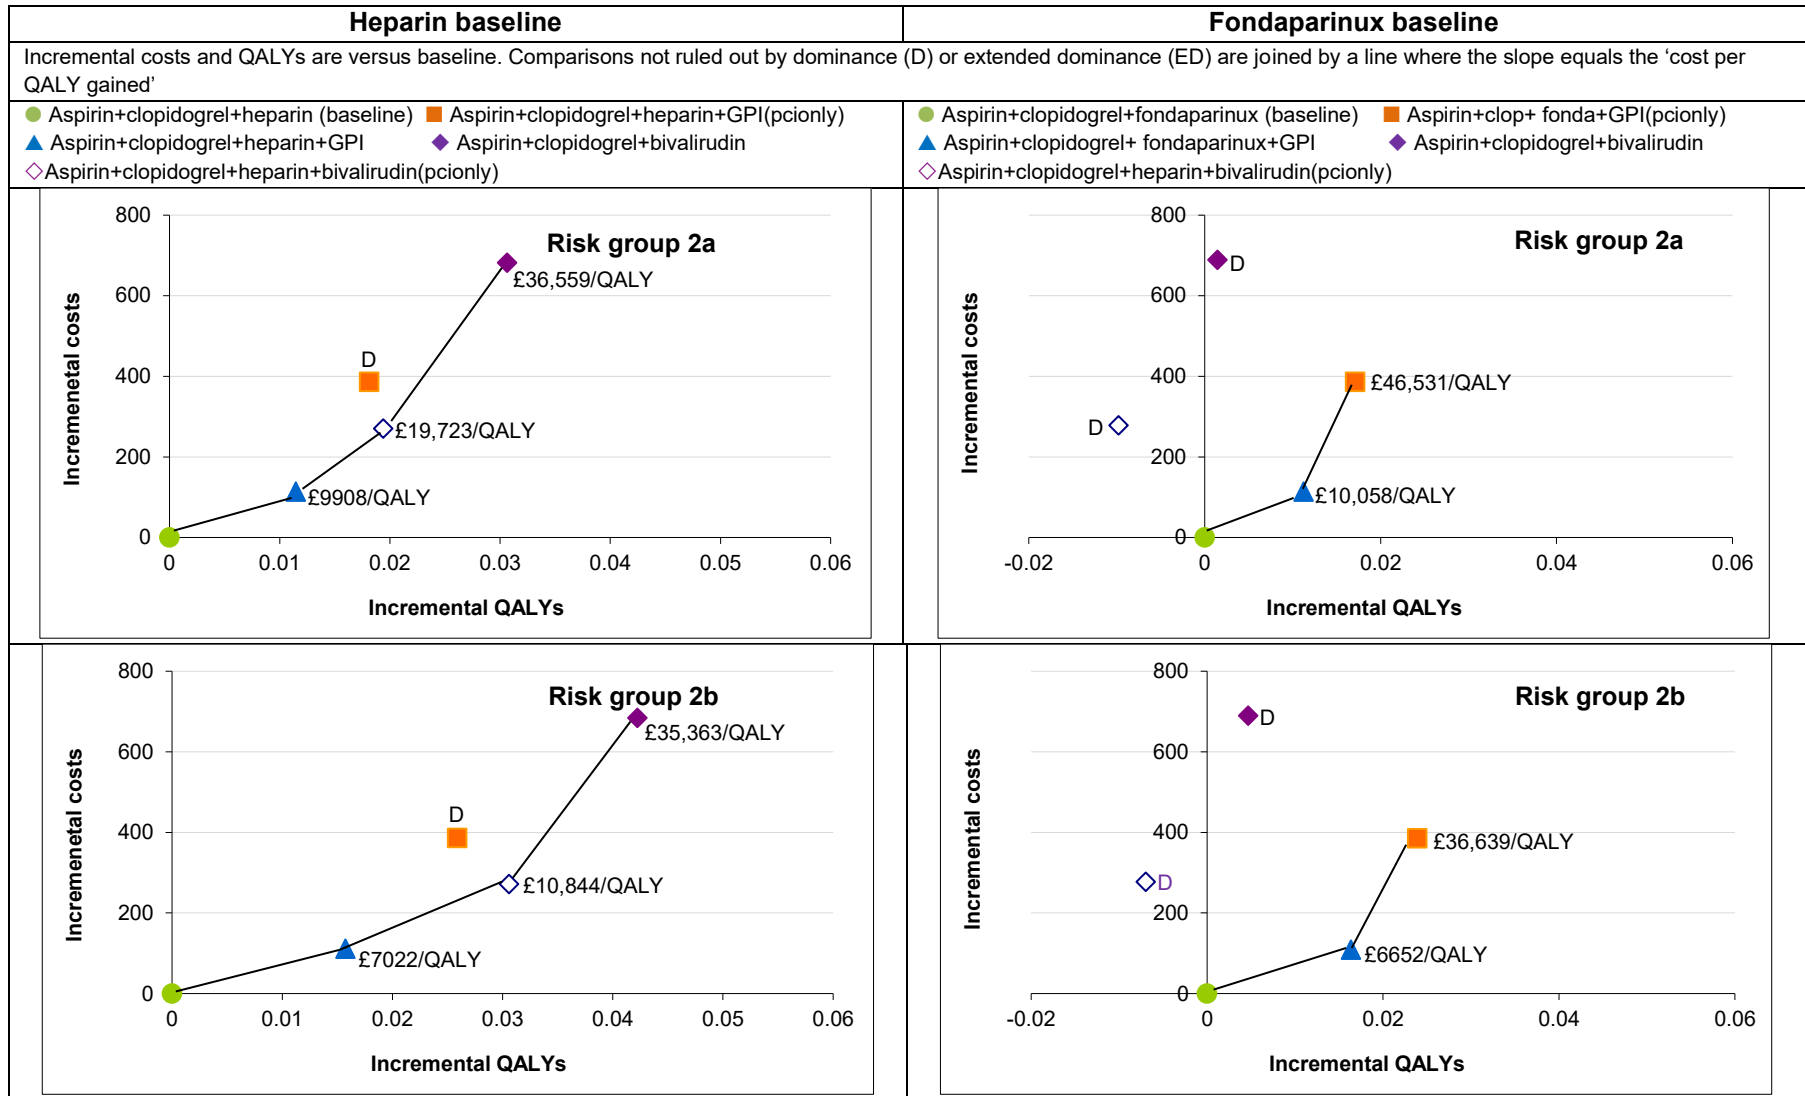 Heparin baseline
Fondaparinux baseline
Incremental costs and QALYs are versus baseline. Comparisons not ruled out by dominance (D) or extended dominance (ED) are joined by a line where the slope equals the ‘cost per
QALY gained’
Aspirin+clopidogrel+heparin (baseline) Aspirin+clopidogrel+heparin+GPI(pcionly)
Aspirin+clopidogrel+heparin+GPI Aspirin+clopidogrel+bivalirudin
Aspirin+clopidogrel+heparin+bivalirudin(pcionly)
Aspirin+clopidogrel+fondaparinux (baseline) Aspirin+clop+ fonda+GPI(pcionly)
Aspirin+clopidogrel+ fondaparinux+GPI Aspirin+clopidogrel+bivalirudin
Aspirin+clopidogrel+heparin+bivalirudin(pcionly)
Risk group 2a
Incremenetal costs
800
600
400
200
0
£36,559/QALY
D
£19,723/QALY
£9908/QALY
0 0.01 0.02 0.03 0.04 0.05 0.06
Incremental QALYs
Risk group 2a
Incremental costs
800
600
400
200
0
D
£46,531/QALY
D
£10,058/QALY
-0.02 0 0.02 0.04 0.06
Incremental QALYs
Risk group 2b
Incremenetal costs
800
600
400
200
0
£35,363/QALY
D
£10,844/QALY
£7022/QALY
0 0.01 0.02 0.03 0.04 0.05 0.06
Incremental QALYs
Risk group 2b
Incremental costs
800
600
400
200
0
D
£36,639/QALY
D
£6652/QALY
-0.02 0 0.02 0.04 0.06
Incremental QALYs